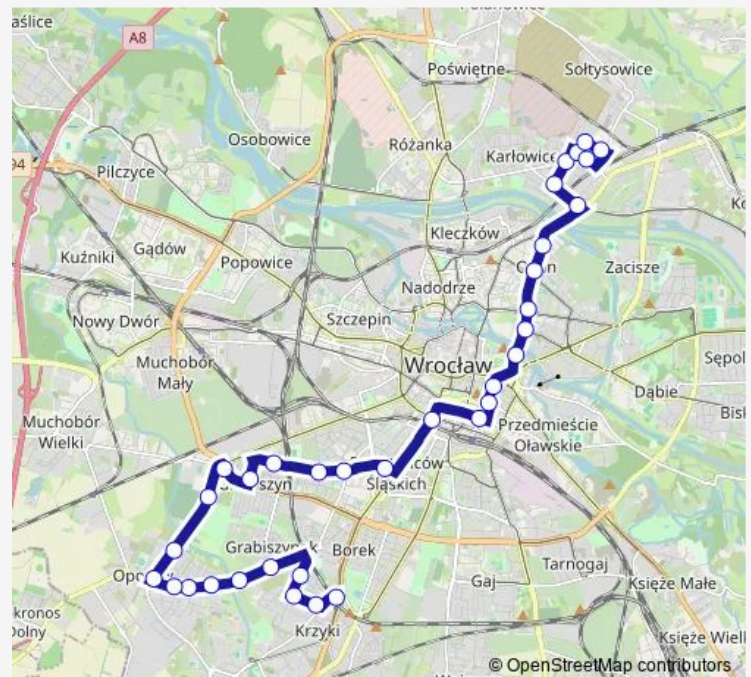 aślice
A8
Poświętne
Sołtysowice
Osobowice
Różanka
Karłowice
94
Pilczyce
Kleczków
Kuźniki
Gądów
Popowice
Zacisze
Nadodrze
Nowy Dwór
Szczepin
Wrocław
Sępol
Muchobór
Mały
Dąbie
Muchobór
Wielki
Przedmieście
Oławskie
Śląskich
Grabiszynek
Borek
Tarnogaj
Gaj
Księże Małe
kronos
Dolny
Krzyki
Księże Wiel
© OpenStreetMap contributors